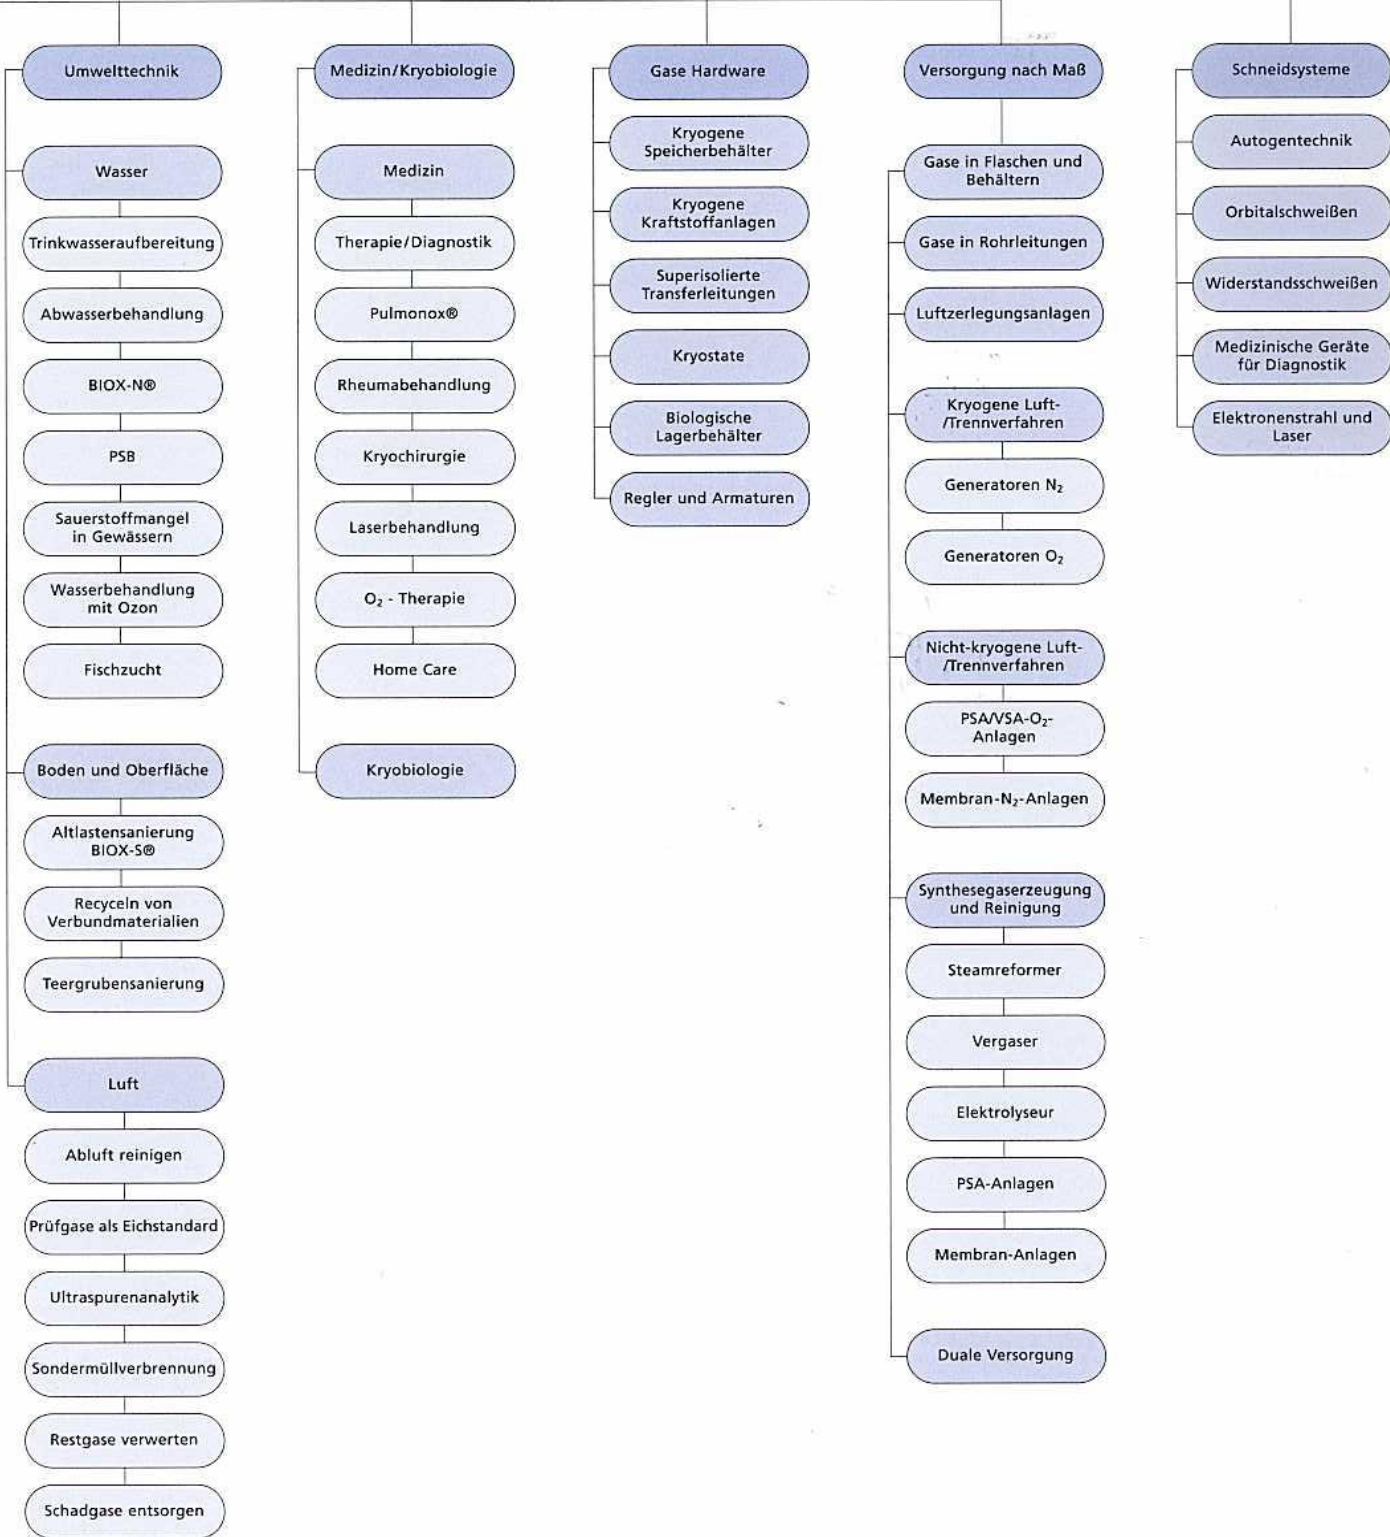 Umwelttechnik
Wasser
Trinkwasseraufbereitung
Abwasserbehandlung
BIOX-N®
PSB
Sauerstoffmangel
in Gewässern
Wasserbehandlung
mit Ozon
Fischzucht
Boden und Oberfläche
Altlastensanierung
BIOX-S®
Recyceln von
Verbundmaterialien
Teergrubensanierung
Luft
Abluft reinigen
Prüfgase als Eichstandard
Ultraspurenanalytik
Sondermüllverbrennung
Restgase verwerten
Schadgase entsorgen
Medizin/Kryobiologie
Medizin
Therapie/Diagnostik
Pulmonox®
Rheumabehandlung
Kryochirurgie
Laserbehandlung
O₂ - Therapie
Home Care
Kryobiologie
Gase Hardware
Kryogene
Speicherbehälter
Kryogene
Kraftstoffanlagen
Superisolierte
Transferleitungen
Kryostate
Biologische
Lagerbehälter
Regler und Armaturen
Versorgung nach Maß
Gase in Flaschen und
Behältern
Gase in Rohrleitungen
Luftzerlegungsanlagen
Kryogene Luft-
/Trennverfahren
Generatoren N₂
Generatoren O₂
Nicht-kryogene Luft-
/Trennverfahren
PSA/VSA-O₂-
Anlagen
Membran-N₂-Anlagen
Synthesegaserzeugung
und Reinigung
Steamreformer
Vergaser
Elektrolyseur
PSA-Anlagen
Membran-Anlagen
Duale Versorgung
Schneidsysteme
Autogentechnik
Orbitalschweißen
Widerstandsschweißen
Medizinische Geräte
für Diagnostik
Elektronenstrahl und
Laser